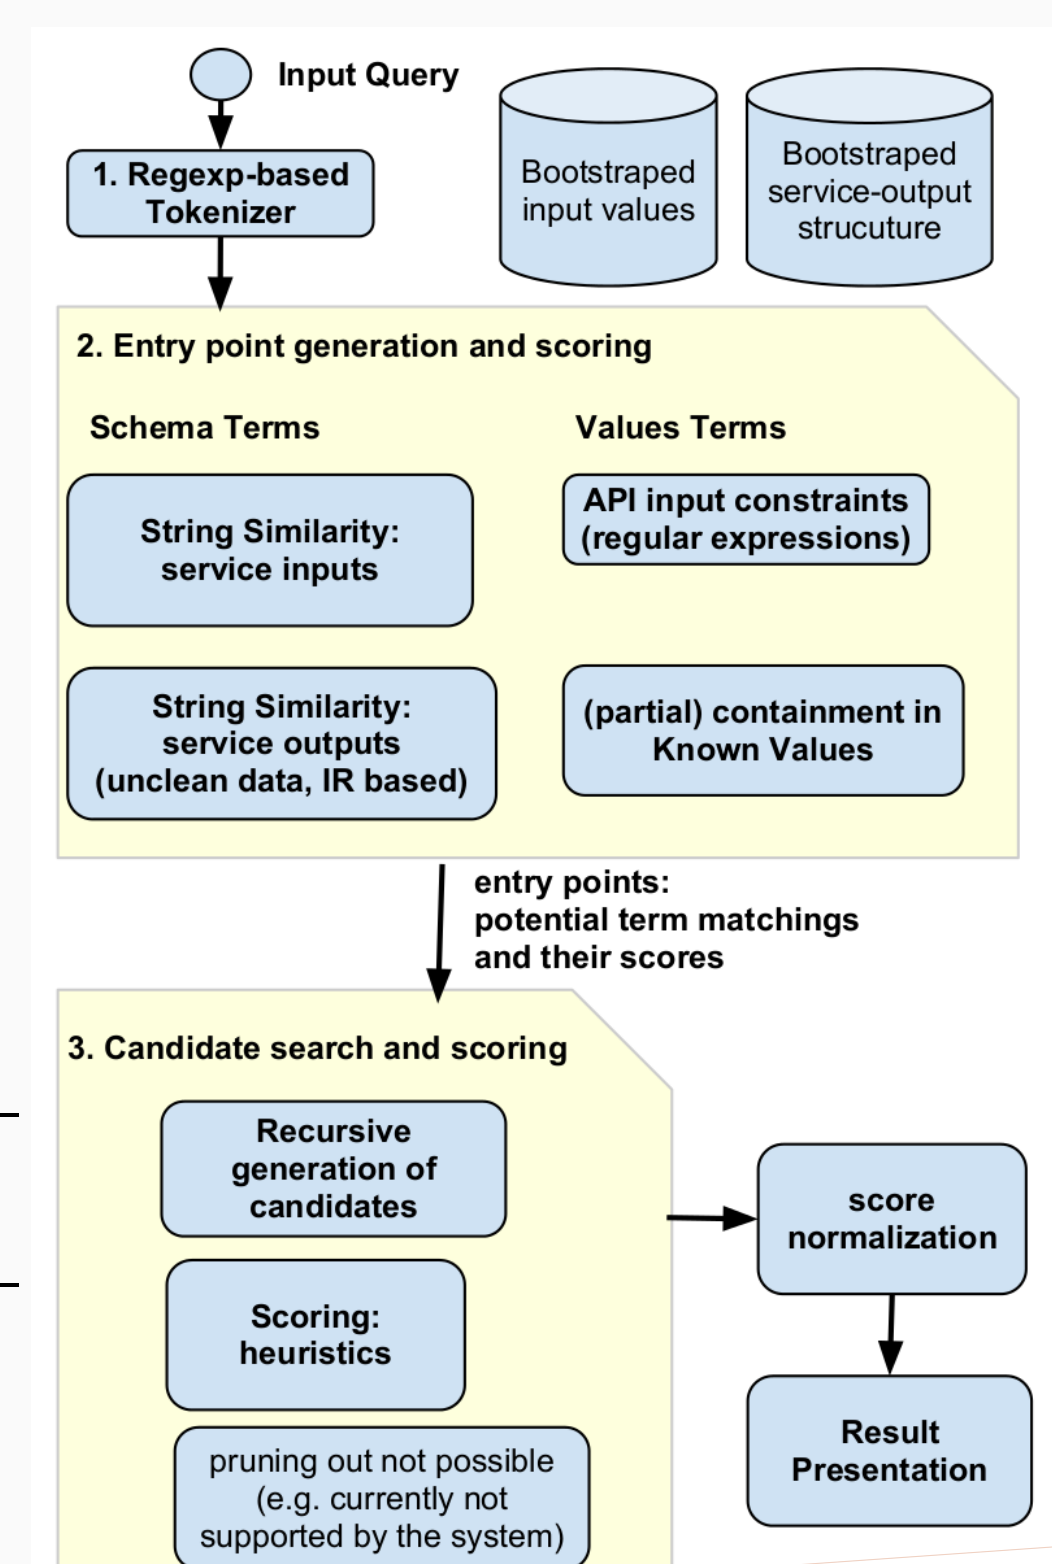 Input Query
1. Regexp-based
Tokenizer
Bootstraped
input values
Bootstraped
service-output
strucuture
2. Entry point generation and scoring
Schema Terms
Values Terms
String Similarity:
service inputs
API input constraints
(regular expressions)
String Similarity:
service outputs
(unclean data, IR based)
(partial) containment in
Known Values
entry points:
potential term matchings
and their scores
3. Candidate search and scoring
Recursive
generation of
candidates
score
normalization
Scoring:
heuristics
Result
Presentation
pruning out not possible
(e.g. currently not
supported by the system)